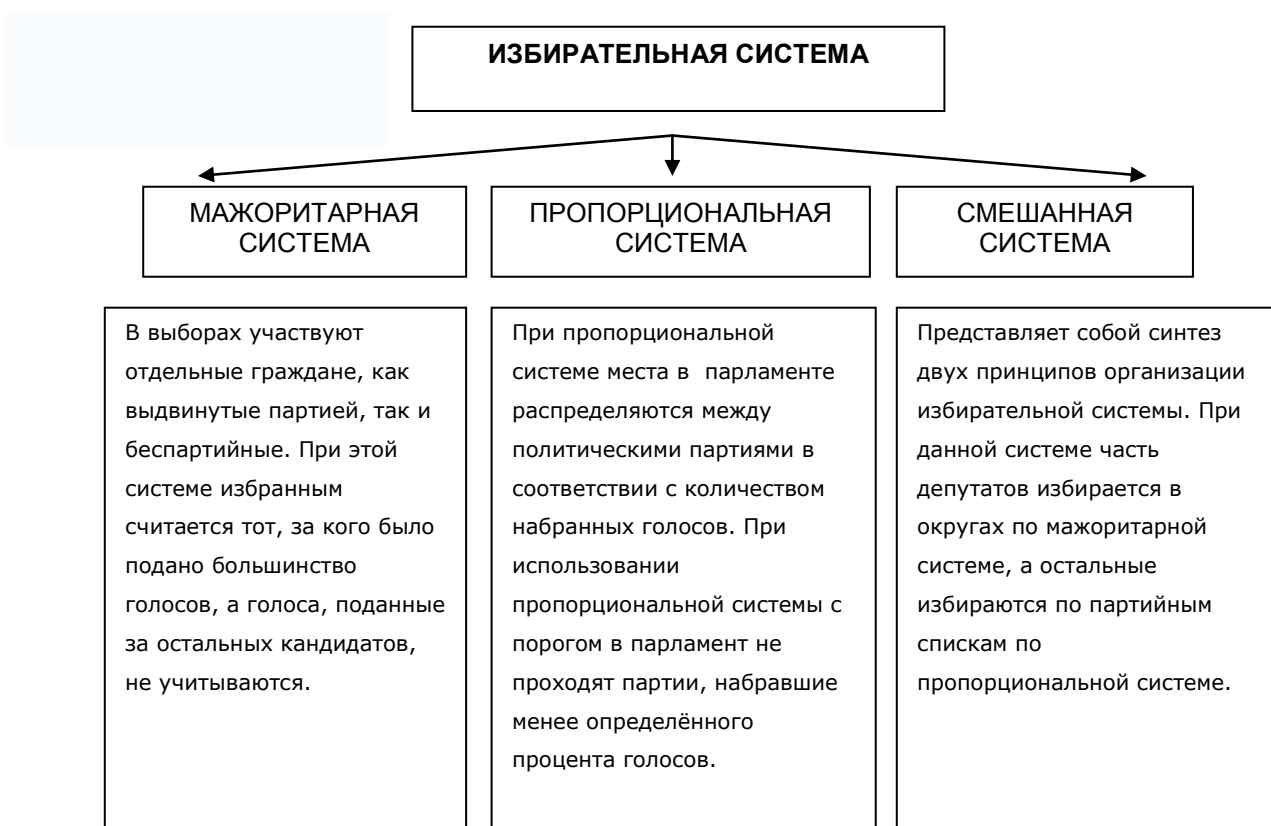 ИЗБИРАТЕЛЬНАЯ СИСТЕМА
МАЖОРИТАРНАЯ
СИСТЕМА
ПРОПОРЦИОНАЛЬНАЯ
СИСТЕМА
СМЕШАННАЯ
СИСТЕМА
В выборах участвуют
отдельные граждане, как
выдвинутые партией, так и
беспартийные. При этой
системе избранным
считается тот, за кого было
подано большинство
голосов, а голоса, поданные
за остальных кандидатов,
не учитываются.
При пропорциональной
системе места в парламенте
распределяются между
политическими партиями в
соответствии с количеством
набранных голосов. При
использовании
пропорциональной системы с
порогом в парламент не
проходят партии, набравшие
менее определённого
процента голосов.
Представляет собой синтез
двух принципов организации
избирательной системы. При
данной системе часть
депутатов избирается в
округах по мажоритарной
системе, а остальные
избираются по партийным
спискам по
пропорциональной системе.